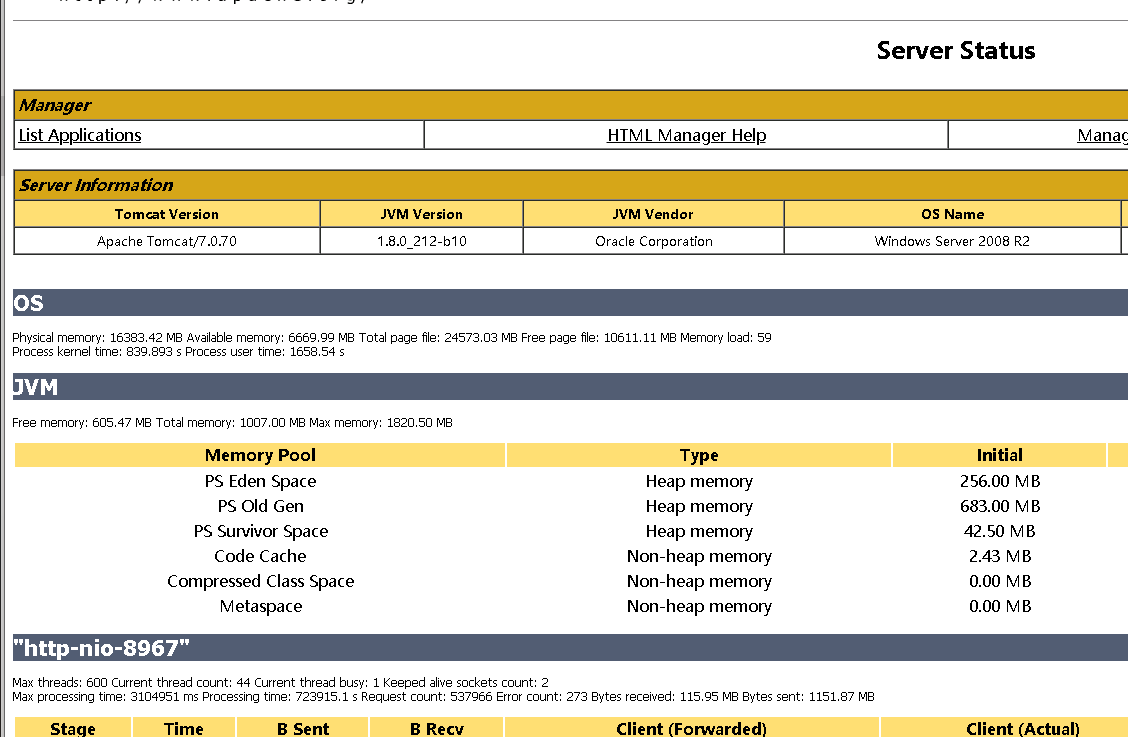 Server Status
Manager
List Applications HTML Manager Help
Server Information
Tomcat Version JVM Version JVM Vendor OS Name
Apache Tomcat/7.0.70 1.8.0_212-b10 Oracle Corporation Windows Server 2008 R2
OS
Physical memory: 16383.42 MB Available memory: 6669.99 MB Total page file: 24573.03 MB Free page file: 10611.11 MB Memory load: 59
Process kernel time: 839.893 s Process user time: 1658.54 s
JVM
Free memory: 605.47 MB Total memory: 1007.00 MB Max memory: 1820.50 MB
Memory Pool Type Initial
PS Eden Space Heap memory 256.00 MB
PS Old Gen Heap memory 683.00 MB
PS Survivor Space Heap memory 42.50 MB
Code Cache Non-heap memory 2.43 MB
Compressed Class Space Non-heap memory 0.00 MB
Metaspace Non-heap memory 0.00 MB
"http-nio-8967"
Max threads: 600 Current thread count: 44 Current thread busy: 1 Keeped alive sockets count: 2
Max processing time: 3104951 ms Processing time: 723915.1 s Request count: 537966 Error count: 273 Bytes received: 115.95 MB Bytes sent: 1151.87 MB
Stage Time B Sent B Recv Client (Forwarded) Client (Actual)